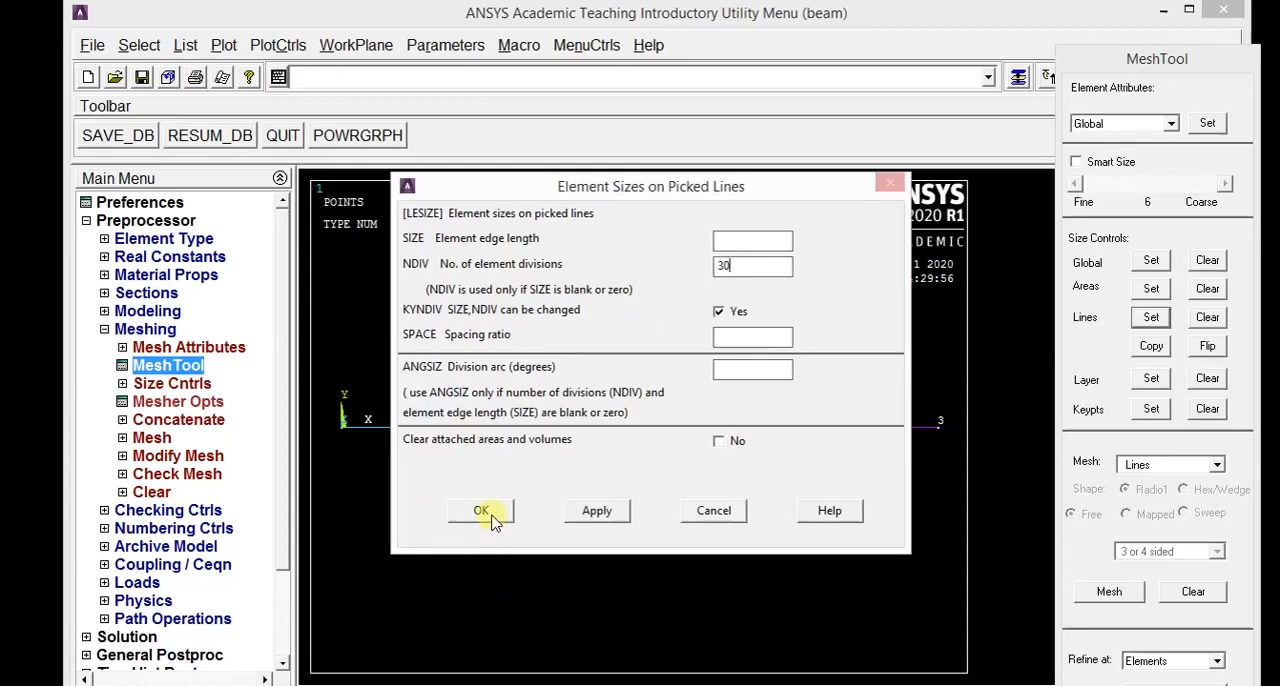 ANSYS Academic Teaching Introductory Utility Menu (beam)
File Select List Plot PlotCtrls WorkPlane Parameters Macro MenuCtrls Help
Toolbar
SAVE_DB RESUM_DB QUIT POWRGRPH
Main Menu
Preferences
Preprocessor
Element Type
Real Constants
Material Props
Sections
Modeling
Meshing
Mesh Attributes
MeshTool
Size Cntrls
Mesher Opts
Concatenate
Mesh
Modify Mesh
Check Mesh
Clear
Checking Ctrls
Numbering Ctrls
Archive Model
Coupling / Ceqn
Loads
Physics
Path Operations
Solution
General Postproc
1
POINTS
TYPE NUM
NSYS
2020 R1
DEMIC
1 2020
:29:56
Y
X
3
Element Sizes on Picked Lines
[LESIZE] Element sizes on picked lines
SIZE Element edge length
NDIV No. of element divisions 30
(NDIV is used only if SIZE is blank or zero)
KYNDIV SIZE,NDIV can be changed Yes
SPACE Spacing ratio
ANGSIZ Division arc (degrees)
( use ANGSIZ only if number of divisions (NDIV) and
element edge length (SIZE) are blank or zero)
Clear attached areas and volumes No
OK Apply Cancel Help
MeshTool
Element Attributes:
Global Set
Smart Size
Fine 6 Coarse
Size Controls:
Global Set Clear
Areas Set Clear
Lines Set Clear
Copy Flip
Layer Set Clear
Keypts Set Clear
Mesh: Lines
Shape: Radio1 Hex/Wedge
Free Mapped Sweep
3 or 4 sided
Mesh Clear
Refine at: Elements